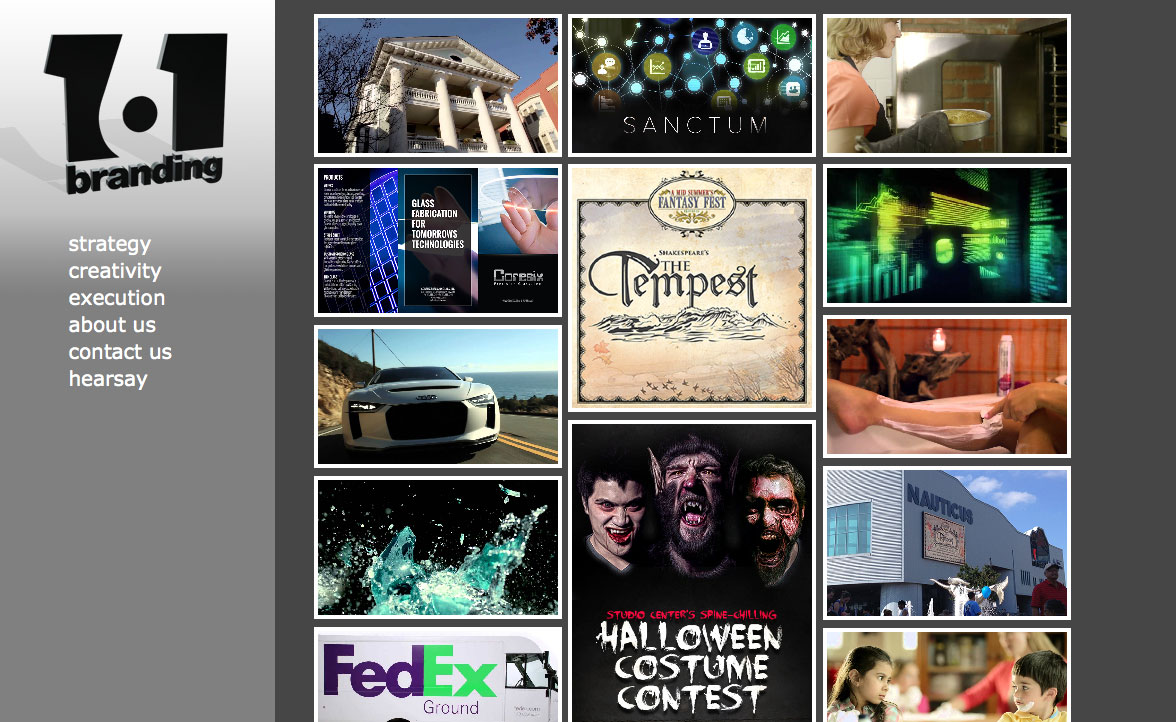 1.1
branding
strategy
creativity
execution
about us
contact us
hearsay
SANCTUM
PRODUCTS
GLASS
FABRICATION
FOR
TOMORROWS
TECHNOLOGIES
Coresix
A MID SUMMER'S
FANTASY FEST
SHAKESPEARE'S
THE
Tempest
NAUTICUS
STUDIO CENTER'S SPINE-CHILLING
HALLOWEEN
COSTUME
CONTEST
FedEx
Ground